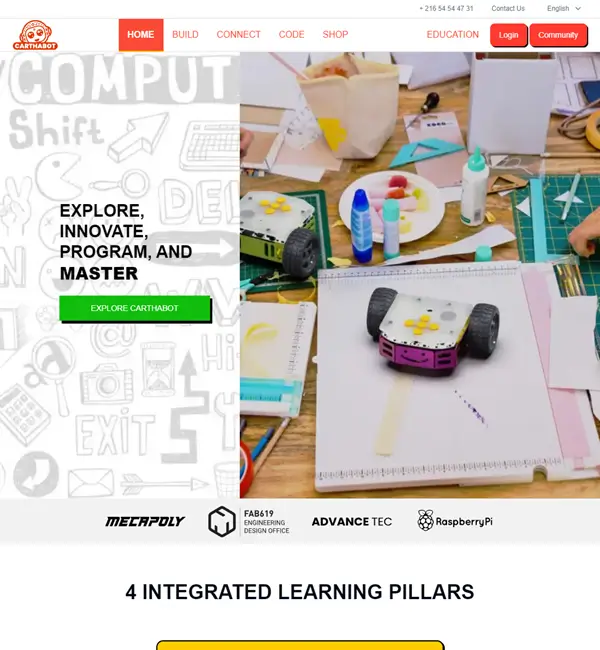 + 216 54 54 47 31
Contact Us
English
CARTHABOT
HOME
BUILD
CONNECT
CODE
SHOP
EDUCATION
Login
Community
COMPUT
Shift
DEL
EXPLORE,
INNOVATE,
PROGRAM, AND
MASTER
EXPLORE CARTHABOT
Hi
EXIT
MECAPOLY
FAB619
ENGINEERING
DESIGN OFFICE
ADVANCE TEC
RaspberryPi
4 INTEGRATED LEARNING PILLARS